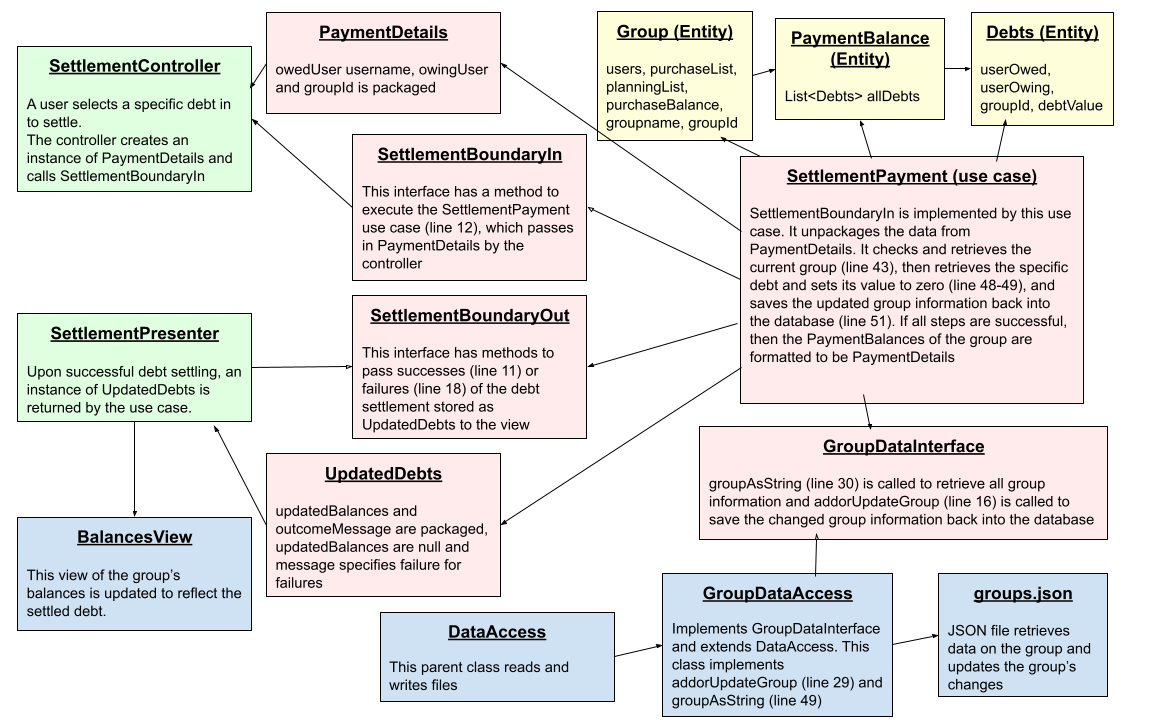 SettlementController
A user selects a specific debt in
to settle.
The controller creates an
instance of PaymentDetails and
calls SettlementBoundaryIn
PaymentDetails
owedUser username, owingUser
and groupId is packaged
Group (Entity)
users, purchaseList,
planningList,
purchaseBalance,
groupname, groupId
PaymentBalance
(Entity)
List<Debts> allDebts
Debts (Entity)
userOwed,
userOwing,
groupId, debtValue
SettlementBoundaryIn
This interface has a method to
execute the SettlementPayment
use case (line 12), which passes
in PaymentDetails by the
controller
SettlementPayment (use case)
SettlementBoundaryIn is implemented by this use
case. It unpackages the data from
PaymentDetails. It checks and retrieves the
current group (line 43), then retrieves the specific
debt and sets its value to zero (line 48-49), and
saves the updated group information back into
the database (line 51). If all steps are successful,
then the PaymentBalances of the group are
formatted to be PaymentDetails
SettlementPresenter
Upon successful debt settling, an
instance of UpdatedDebts is
returned by the use case.
SettlementBoundaryOut
This interface has methods to
pass successes (line 11) or
failures (line 18) of the debt
settlement stored as
UpdatedDebts to the view
GroupDataInterface
groupAsString (line 30) is called to retrieve all group
information and addorUpdateGroup (line 16) is called to
save the changed group information back into the database
UpdatedDebts
updatedBalances and
outcomeMessage are packaged,
updatedBalances are null and
message specifies failure for
failures
BalancesView
This view of the group's
balances is updated to reflect the
settled debt.
DataAccess
This parent class reads and
writes files
GroupDataAccess
Implements GroupDataInterface
and extends DataAccess. This
class implements
addorUpdateGroup (line 29) and
groupAsString (line 49)
groups.json
JSON file retrieves
data on the group and
updates the group's
changes